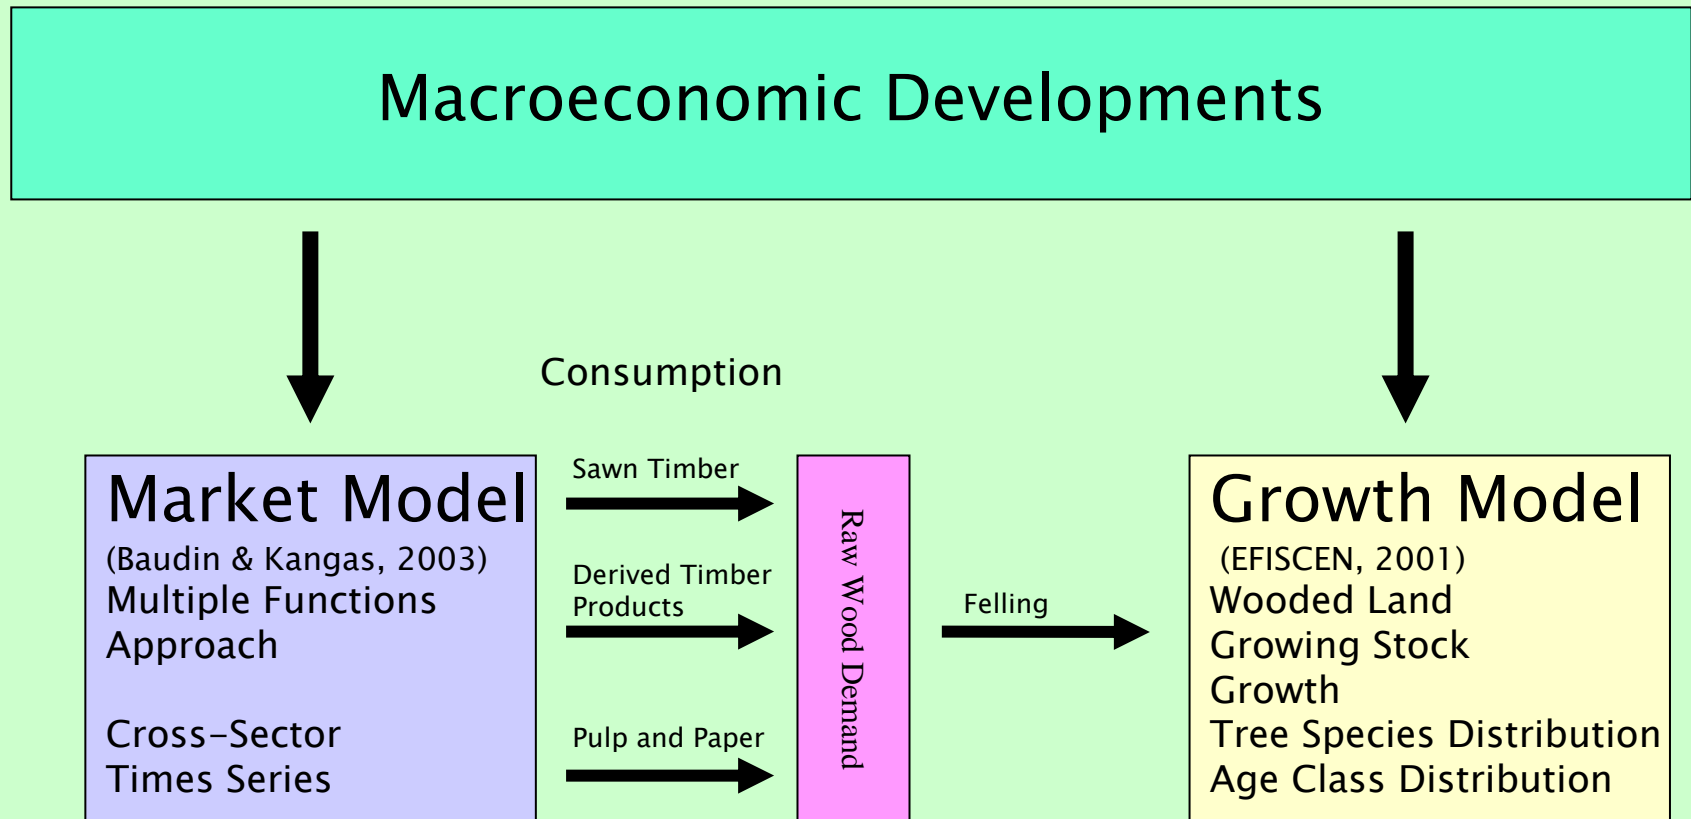 Macroeconomic Developments
Consumption
Market Model
(Baudin & Kangas, 2003)
Multiple Functions
Approach
Cross-Sector
Times Series
Sawn Timber
Derived Timber
Products
Pulp and Paper
Raw Wood Demand
Felling
Growth Model
(EFISCEN, 2001)
Wooded Land
Growing Stock
Growth
Tree Species Distribution
Age Class Distribution